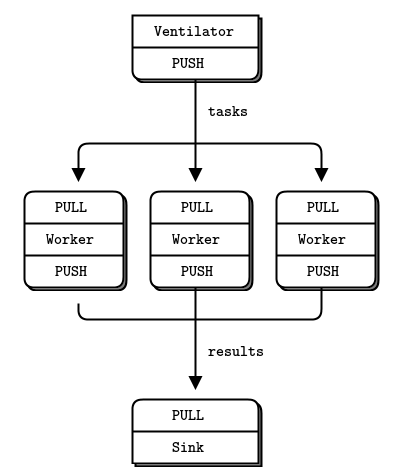 Ventilator
PUSH
tasks
PULL PULL PULL
Worker Worker Worker
PUSH PUSH PUSH
results
PULL
Sink